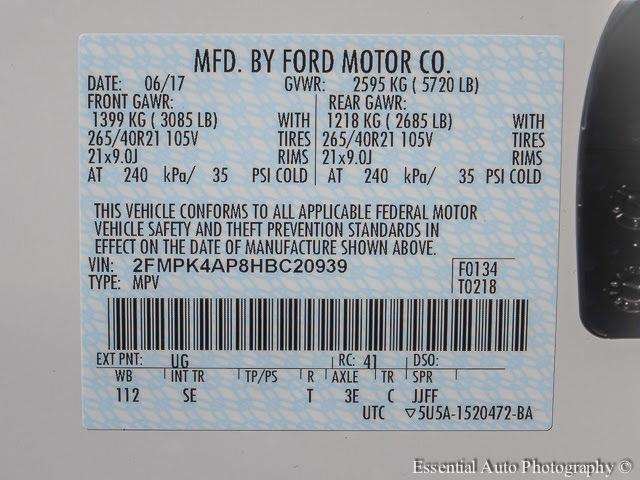 MFD. BY FORD MOTOR CO.
DATE: 06/17 GVWR: 2595 KG ( 5720 LB)
FRONT GAWR: REAR GAWR:
1399 KG ( 3085 LB) WITH 1218 KG ( 2685 LB) WITH
265/40R21 105V TIRES 265/40R21 105V TIRES
21x9.0J RIMS 21x9.0J RIMS
AT 240 kPa/ 35 PSI COLD AT 240 kPa/ 35 PSI COLD
THIS VEHICLE CONFORMS TO ALL APPLICABLE FEDERAL MOTOR
VEHICLE SAFETY AND THEFT PREVENTION STANDARDS IN
EFFECT ON THE DATE OF MANUFACTURE SHOWN ABOVE.
VIN: 2FMPK4AP8HBC20939 F0134
TYPE: MPV T0218
EXT PNT: UG RC: 41 DSO:
WB INT TR TP/PS R AXLE TR SPR
112 SE T 3E C JJFF
UTC ▽5U5A-1520472-BA
Essential Auto Photography (c)